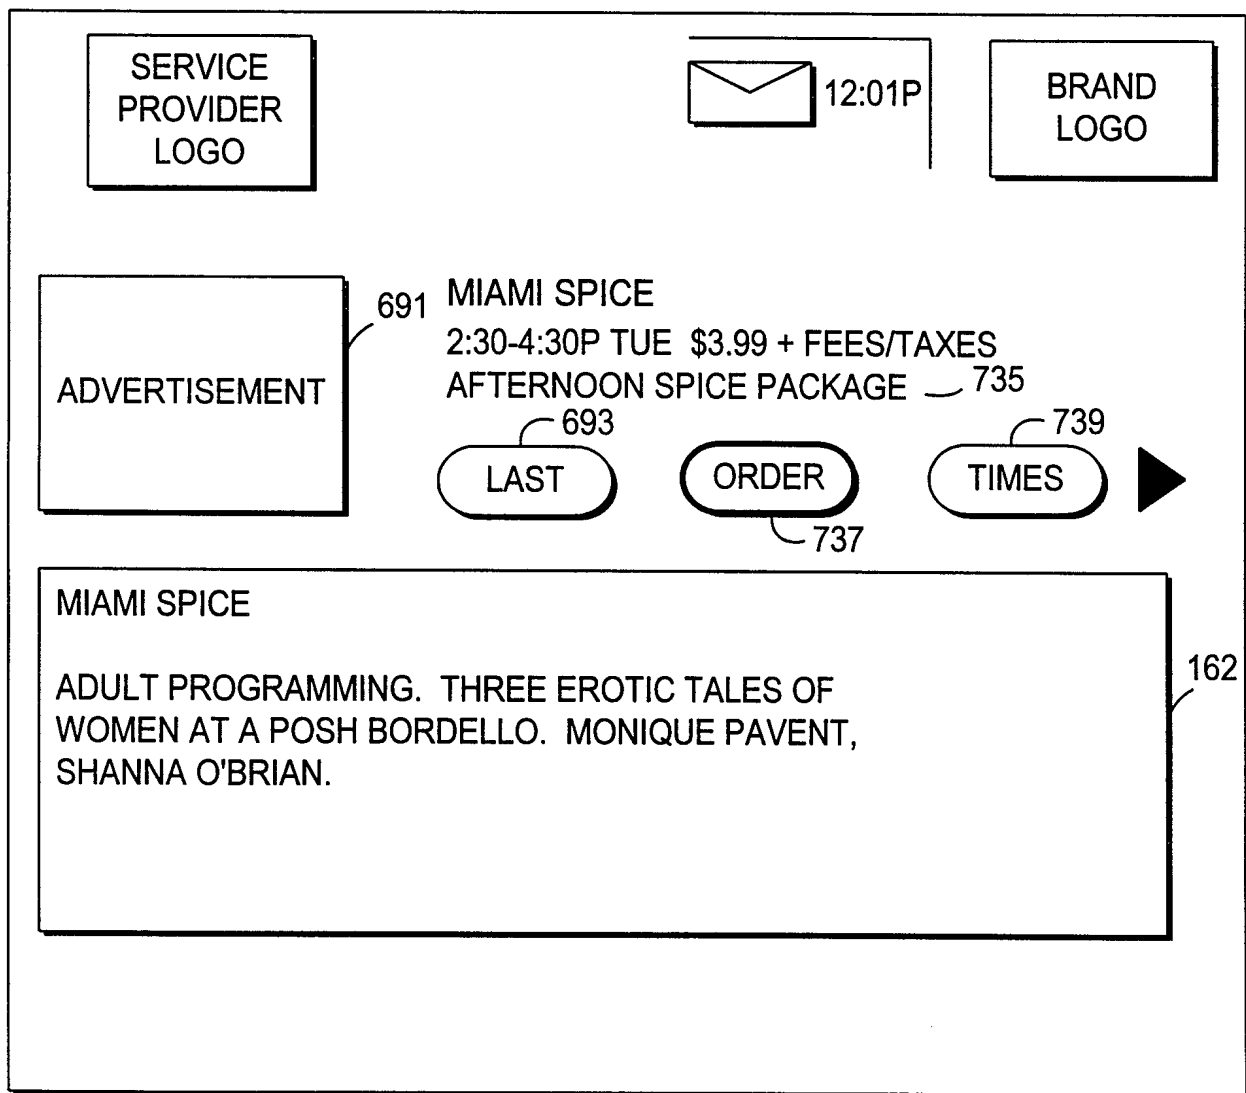 SERVICE
PROVIDER
LOGO
12:01P
BRAND
LOGO
ADVERTISEMENT
691
MIAMI SPICE
2:30-4:30P TUE $3.99 + FEES/TAXES
AFTERNOON SPICE PACKAGE 735
693
739
LAST
ORDER
TIMES
737
MIAMI SPICE
ADULT PROGRAMMING. THREE EROTIC TALES OF
WOMEN AT A POSH BORDELLO. MONIQUE PAVENT,
SHANNA O'BRIAN.
162